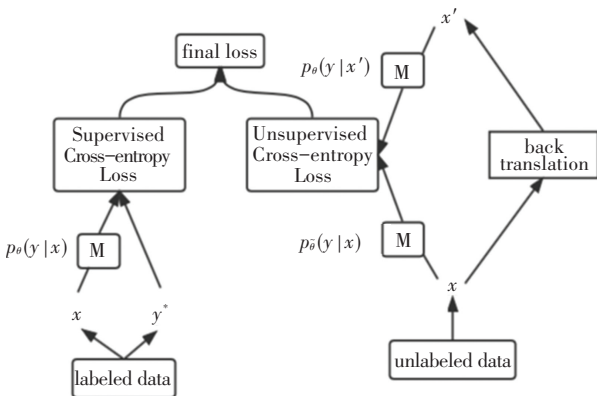 final loss
x′
pθ(y|x′)
M
Supervised
Cross-entropy
Loss
Unsupervised
Cross-entropy
Loss
back
translation
pθ(y|x)
M
pθ̃(y|x)
M
x
y*
x
labeled data
unlabeled data